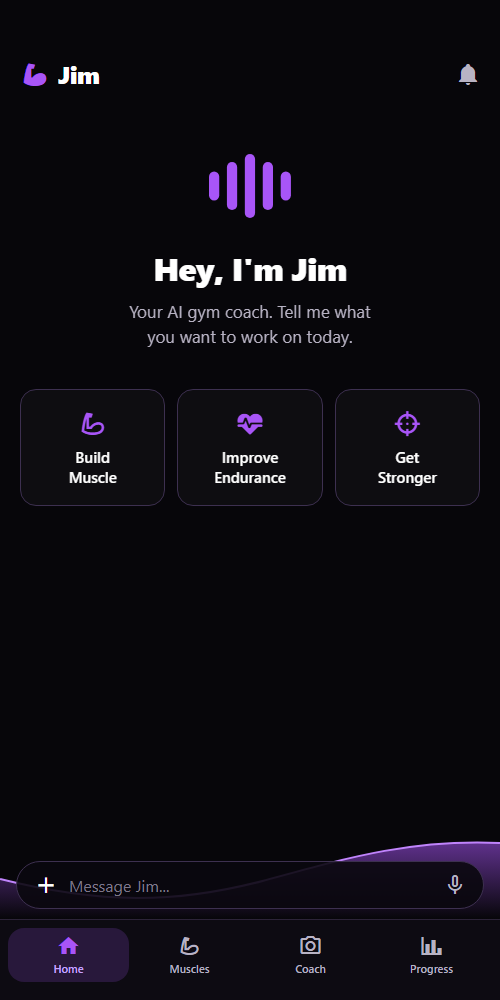 Jim
Hey, I'm Jim
Your AI gym coach. Tell me what
you want to work on today.
Build
Muscle
Improve
Endurance
Get
Stronger
Message Jim...
Home
Muscles
Coach
Progress